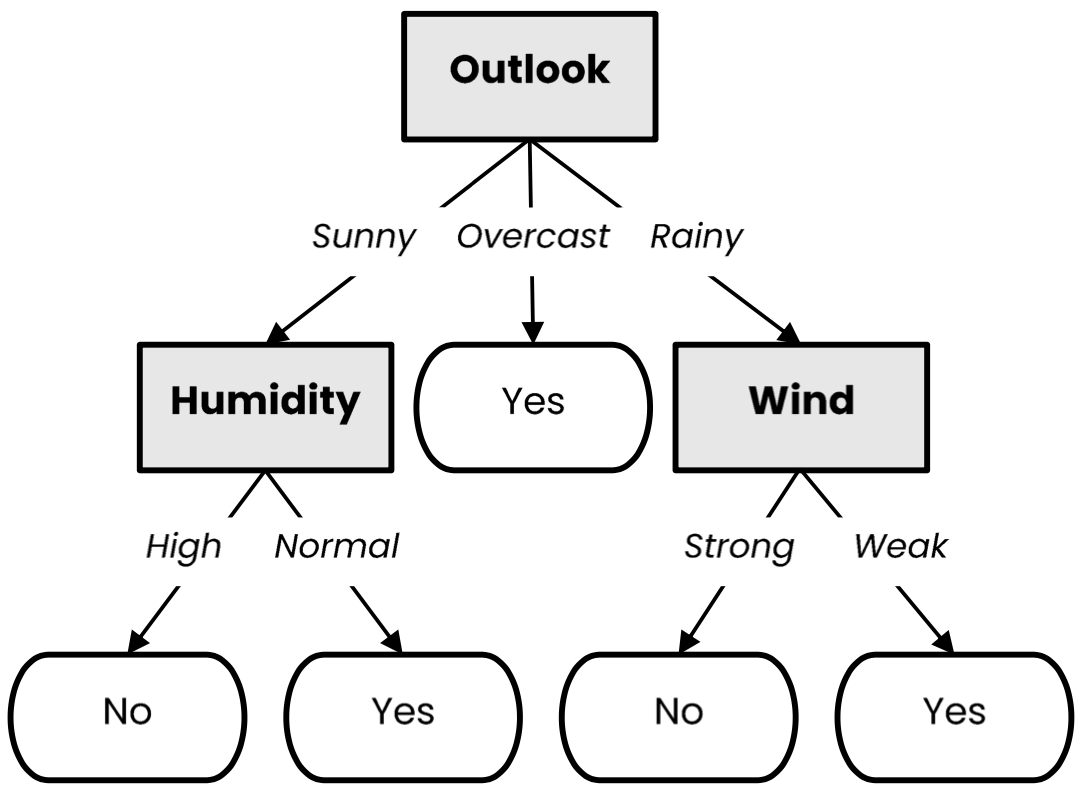 Outlook
Sunny Overcast Rainy
Humidity Yes Wind
High Normal Strong Weak
No Yes No Yes